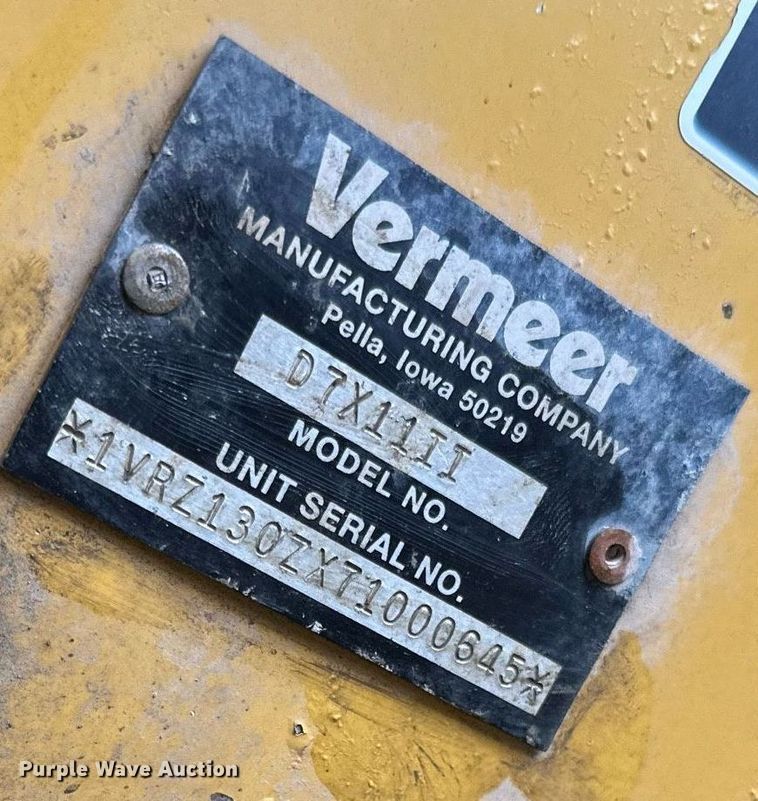 Vermeer
MANUFACTURING COMPANY
Pella, Iowa 50219
D7X11II
MODEL NO.
UNIT SERIAL NO.
*1VRZ130ZX71000645*
Purple Wave Auction